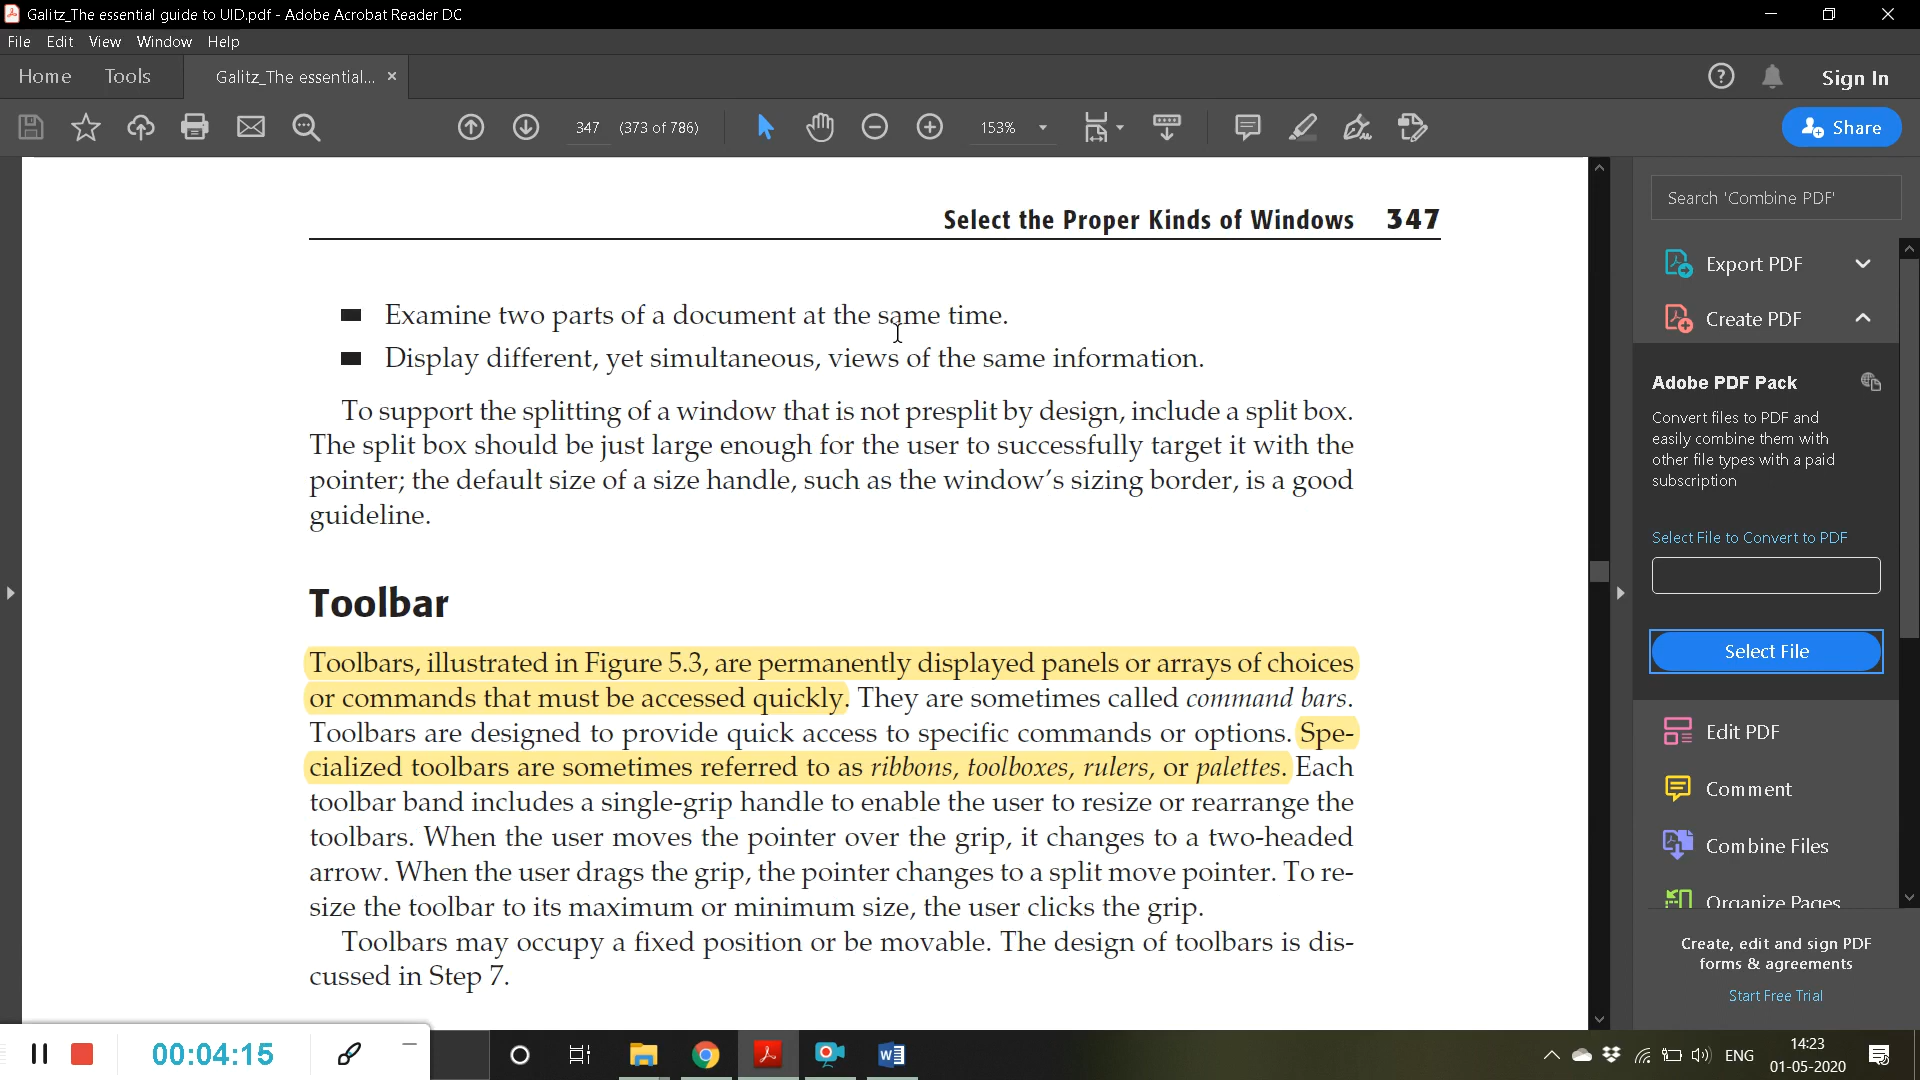 Galitz_The essential guide to UID.pdf - Adobe Acrobat Reader DC
File Edit View Window Help
Home Tools Galitz_The essential... × Sign In
347 (373 of 786) 153% Share
Search 'Combine PDF'
Select the Proper Kinds of Windows 347
Examine two parts of a document at the same time.
Display different, yet simultaneous, views of the same information.
To support the splitting of a window that is not presplit by design, include a split box.
The split box should be just large enough for the user to successfully target it with the
pointer; the default size of a size handle, such as the window's sizing border, is a good
guideline.
Toolbar
Toolbars, illustrated in Figure 5.3, are permanently displayed panels or arrays of choices
or commands that must be accessed quickly. They are sometimes called command bars.
Toolbars are designed to provide quick access to specific commands or options. Spe-
cialized toolbars are sometimes referred to as ribbons, toolboxes, rulers, or palettes. Each
toolbar band includes a single-grip handle to enable the user to resize or rearrange the
toolbars. When the user moves the pointer over the grip, it changes to a two-headed
arrow. When the user drags the grip, the pointer changes to a split move pointer. To re-
size the toolbar to its maximum or minimum size, the user clicks the grip.
Toolbars may occupy a fixed position or be movable. The design of toolbars is dis-
cussed in Step 7.
Export PDF
Create PDF
Adobe PDF Pack
Convert files to PDF and
easily combine them with
other file types with a paid
subscription
Select File to Convert to PDF
Select File
Edit PDF
Comment
Combine Files
Organize Pages
Create, edit and sign PDF
forms & agreements
Start Free Trial
00:04:15
ENG
14:23
01-05-2020